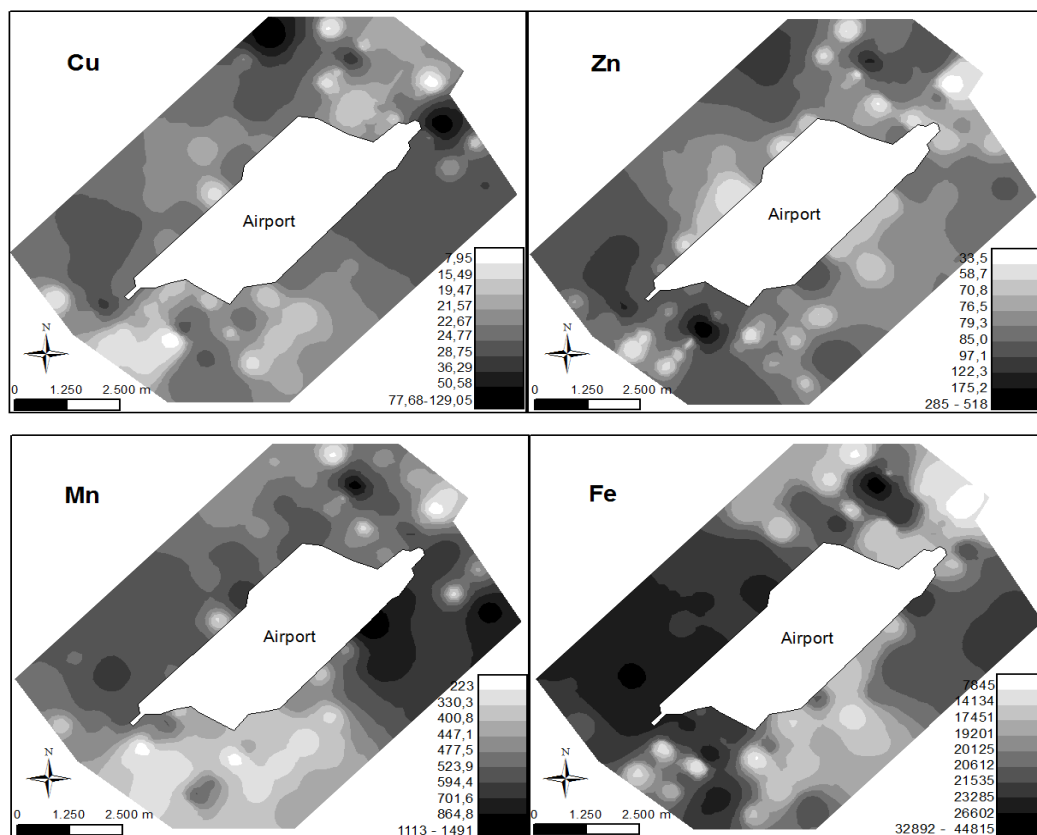 Cu
Airport
7,95
15,49
19,47
21,57
22,67
24,77
28,75
36,29
50,58
77,68-129,05
N
0 1.250 2.500 m
Zn
Airport
33,5
58,7
70,8
76,5
79,3
85,0
97,1
122,3
175,2
285 - 518
N
0 1.250 2.500 m
Mn
Airport
223
330,3
400,8
447,1
477,5
523,9
594,4
701,6
864,8
1113 - 1491
N
0 1.250 2.500 m
Fe
Airport
7845
14134
17451
19201
20125
20612
21535
23285
26602
32892 - 44815
N
0 1.250 2.500 m